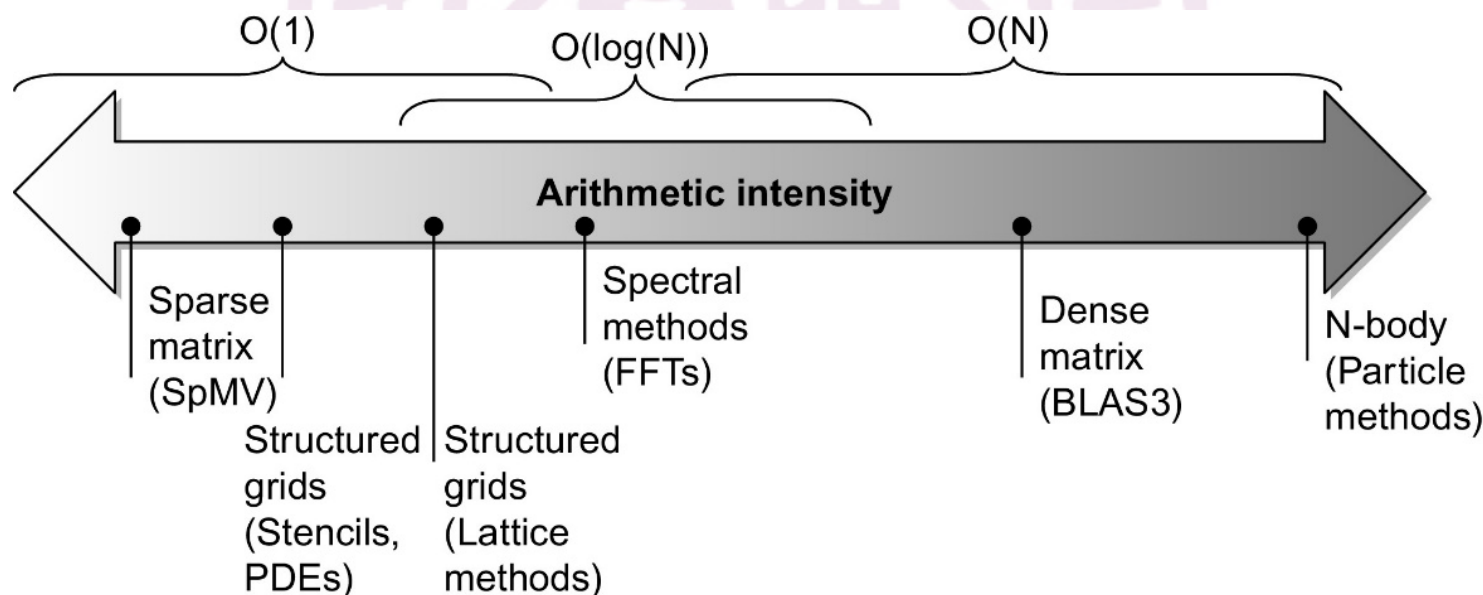 O(1)
O(log(N))
O(N)
Arithmetic intensity
Sparse
matrix
(SpMV)
Structured
grids
(Stencils,
PDEs)
Structured
grids
(Lattice
methods)
Spectral
methods
(FFTs)
Dense
matrix
(BLAS3)
N-body
(Particle
methods)